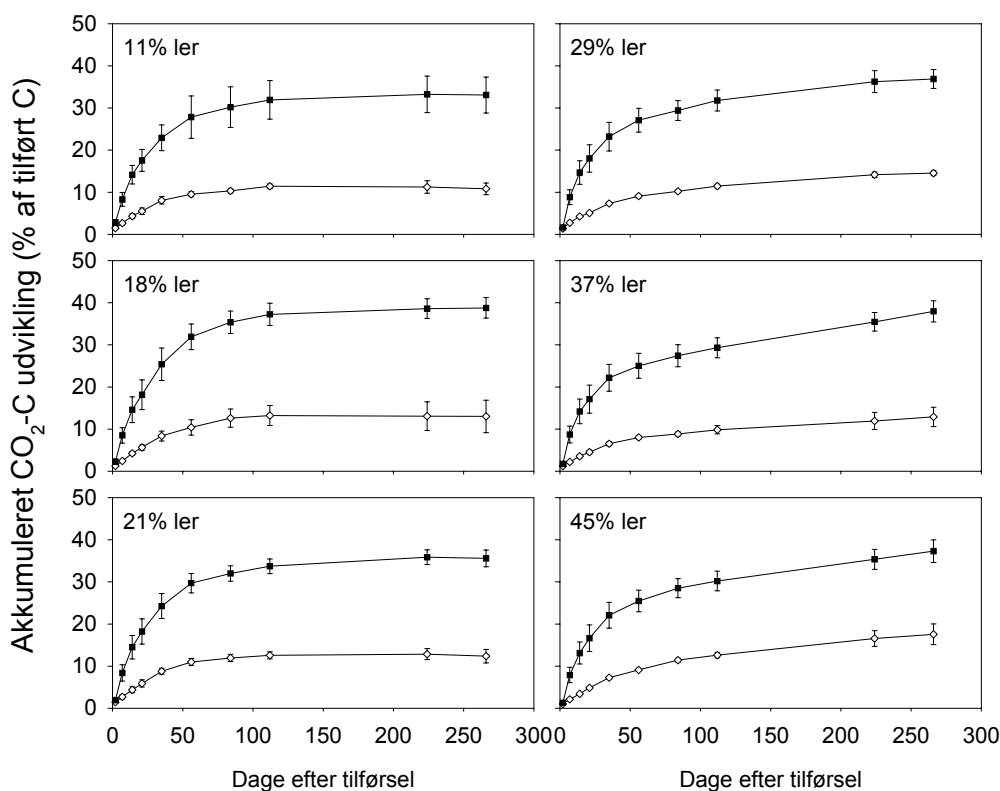 Akkumuleret CO2-C udvikling (% af tilført C)
50
40
30
20
10
0
11% ler
29% ler
50
40
30
20
10
0
18% ler
37% ler
50
40
30
20
10
0
21% ler
45% ler
0 50 100 150 200 250 300
50 100 150 200 250 300
Dage efter tilførsel
Dage efter tilførsel